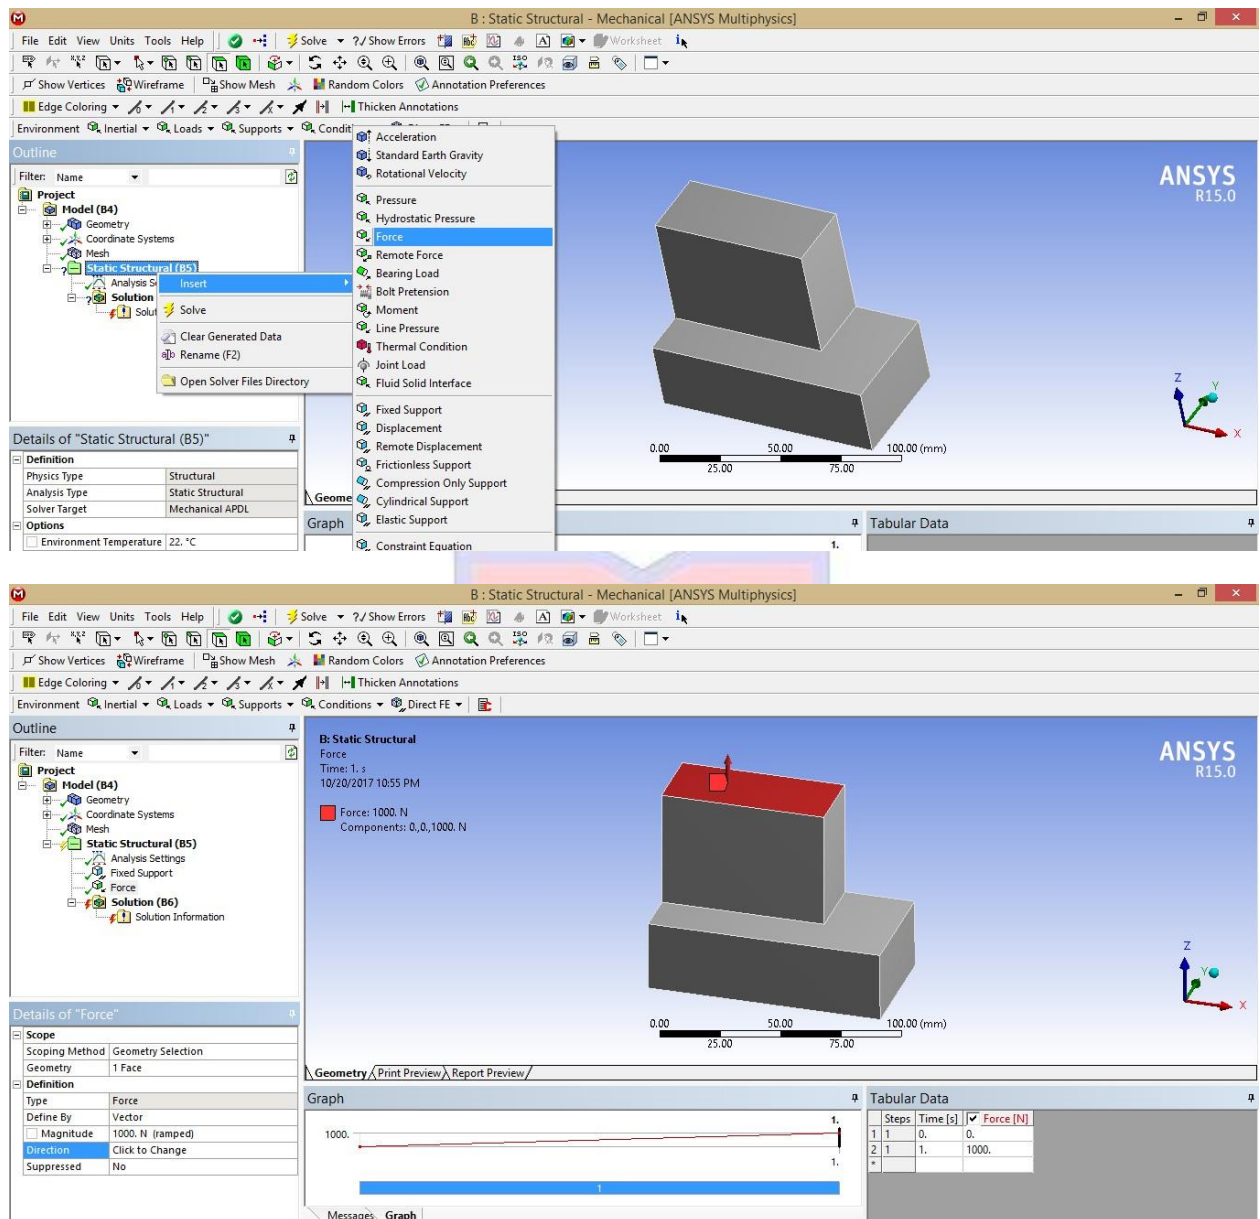 B : Static Structural - Mechanical [ANSYS Multiphysics]
File Edit View Units Tools Help Solve ?/ Show Errors Worksheet
Show Vertices Wireframe Show Mesh Random Colors Annotation Preferences
Edge Coloring Thicken Annotations
Environment Inertial Loads Supports
Outline
Filter: Name
Project
Model (B4)
Geometry
Coordinate Systems
Mesh
Static Structural (B5)
Solution
Insert
Solve
Clear Generated Data
Rename (F2)
Open Solver Files Directory
Acceleration
Standard Earth Gravity
Rotational Velocity
Pressure
Hydrostatic Pressure
Force
Remote Force
Bearing Load
Bolt Pretension
Moment
Line Pressure
Thermal Condition
Joint Load
Fluid Solid Interface
Fixed Support
Displacement
Remote Displacement
Frictionless Support
Compression Only Support
Cylindrical Support
Elastic Support
Constraint Equation
ANSYS
R15.0
Z
Y
X
0.00 50.00 100.00 (mm)
25.00 75.00
Details of "Static Structural (B5)"
Definition
Physics Type Structural
Analysis Type Static Structural
Solver Target Mechanical APDL
Options
Environment Temperature 22. °C
Graph
1.
Tabular Data
B : Static Structural - Mechanical [ANSYS Multiphysics]
File Edit View Units Tools Help Solve ?/ Show Errors Worksheet
Show Vertices Wireframe Show Mesh Random Colors Annotation Preferences
Edge Coloring Thicken Annotations
Environment Inertial Loads Supports Conditions Direct FE
Outline
Filter: Name
Project
Model (B4)
Geometry
Coordinate Systems
Mesh
Static Structural (B5)
Analysis Settings
Fixed Support
Force
Solution (B6)
Solution Information
B: Static Structural
Force
Time: 1. s
10/20/2017 10:55 PM
Force: 1000. N
Components: 0.,0.,1000. N
ANSYS
R15.0
Z
Y
X
0.00 50.00 100.00 (mm)
25.00 75.00
Geometry Print Preview Report Preview
Details of "Force"
Scope
Scoping Method Geometry Selection
Geometry 1 Face
Definition
Type Force
Define By Vector
Magnitude 1000. N (ramped)
Direction Click to Change
Suppressed No
Graph
1000.
1.
1.
1
Messages Graph
Tabular Data
Steps Time [s] Force [N]
1 1 0. 0.
2 1 1. 1000.
*